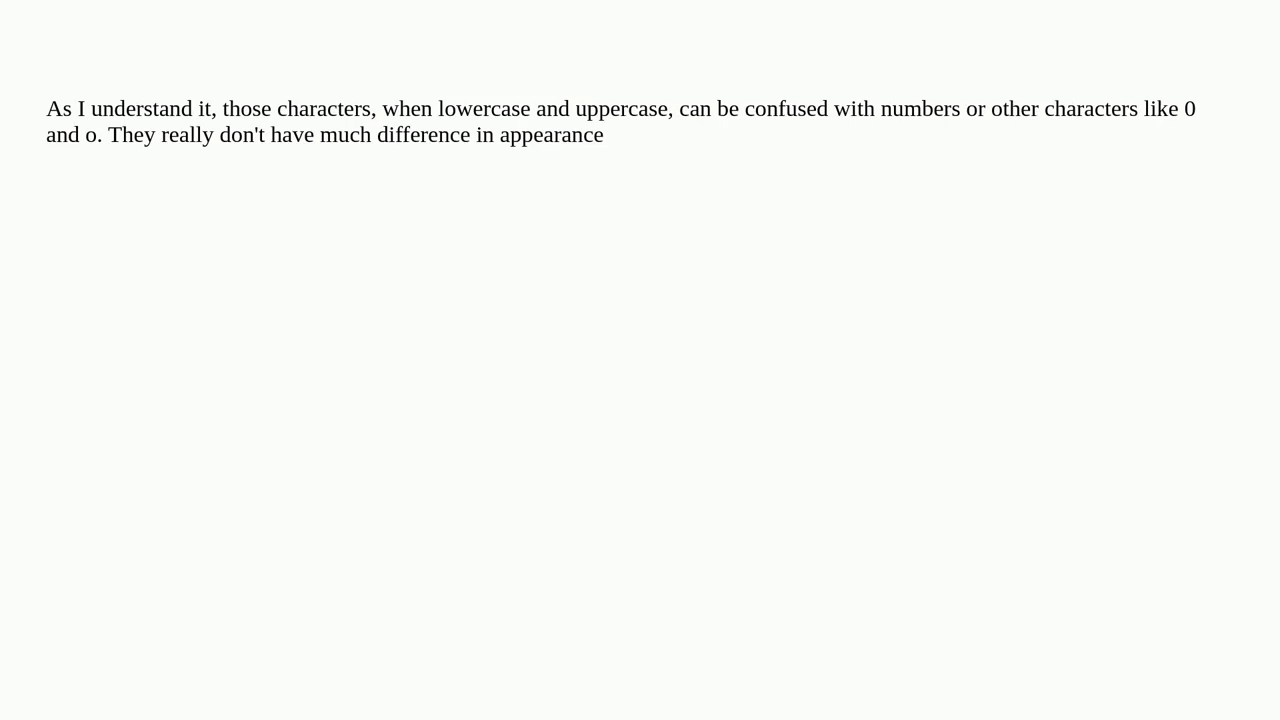 As I understand it, those characters, when lowercase and uppercase, can be confused with numbers or other characters like 0
and o. They really don't have much difference in appearance